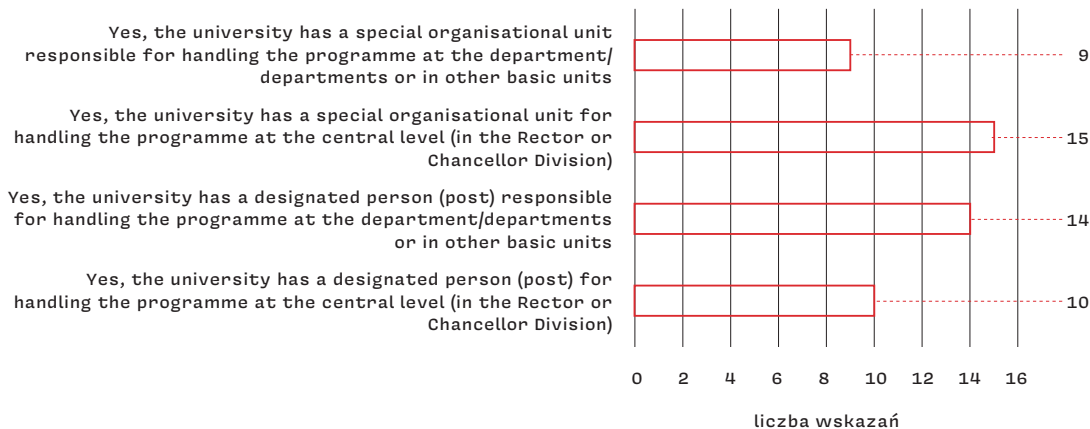 Yes, the university has a special organisational unit
responsible for handling the programme at the department/
departments or in other basic units
9
Yes, the university has a special organisational unit for
handling the programme at the central level (in the Rector or
Chancellor Division)
15
Yes, the university has a designated person (post) responsible
for handling the programme at the department/departments
or in other basic units
14
Yes, the university has a designated person (post) for
handling the programme at the central level (in the Rector or
Chancellor Division)
10
0 2 4 6 8 10 12 14 16
liczba wskazań